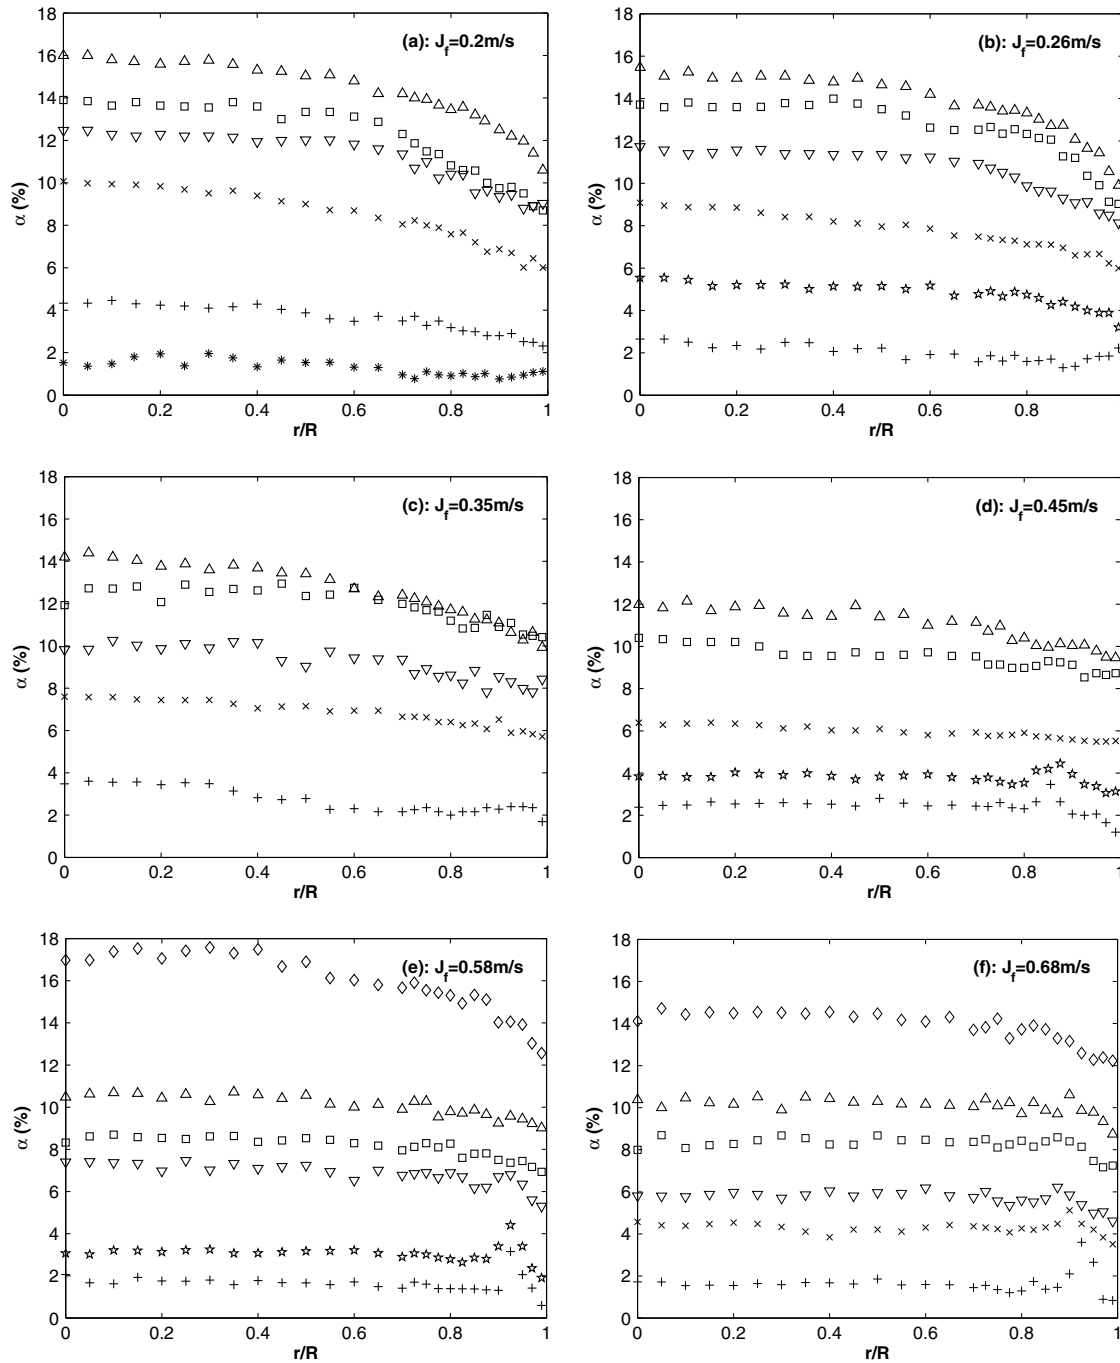 18
16
14
12
10
8
6
4
2
0
α (%)
(a): J_f=0.2m/s
0 0.2 0.4 0.6 0.8 1
r/R
18
16
14
12
10
8
6
4
2
0
α (%)
(b): J_f=0.26m/s
0 0.2 0.4 0.6 0.8 1
r/R
18
16
14
12
10
8
6
4
2
0
α (%)
(c): J_f=0.35m/s
0 0.2 0.4 0.6 0.8 1
r/R
18
16
14
12
10
8
6
4
2
0
α (%)
(d): J_f=0.45m/s
0 0.2 0.4 0.6 0.8 1
r/R
18
16
14
12
10
8
6
4
2
0
α (%)
(e): J_f=0.58m/s
0 0.2 0.4 0.6 0.8 1
r/R
18
16
14
12
10
8
6
4
2
0
α (%)
(f): J_f=0.68m/s
0 0.2 0.4 0.6 0.8 1
r/R